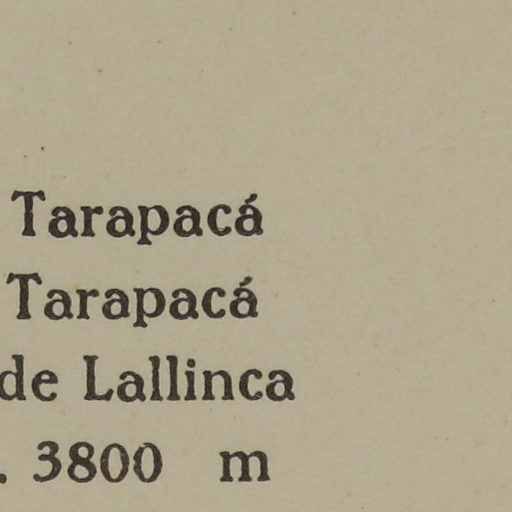 Tarapacá
Tarapacá
de Lallinca
. 3800 m